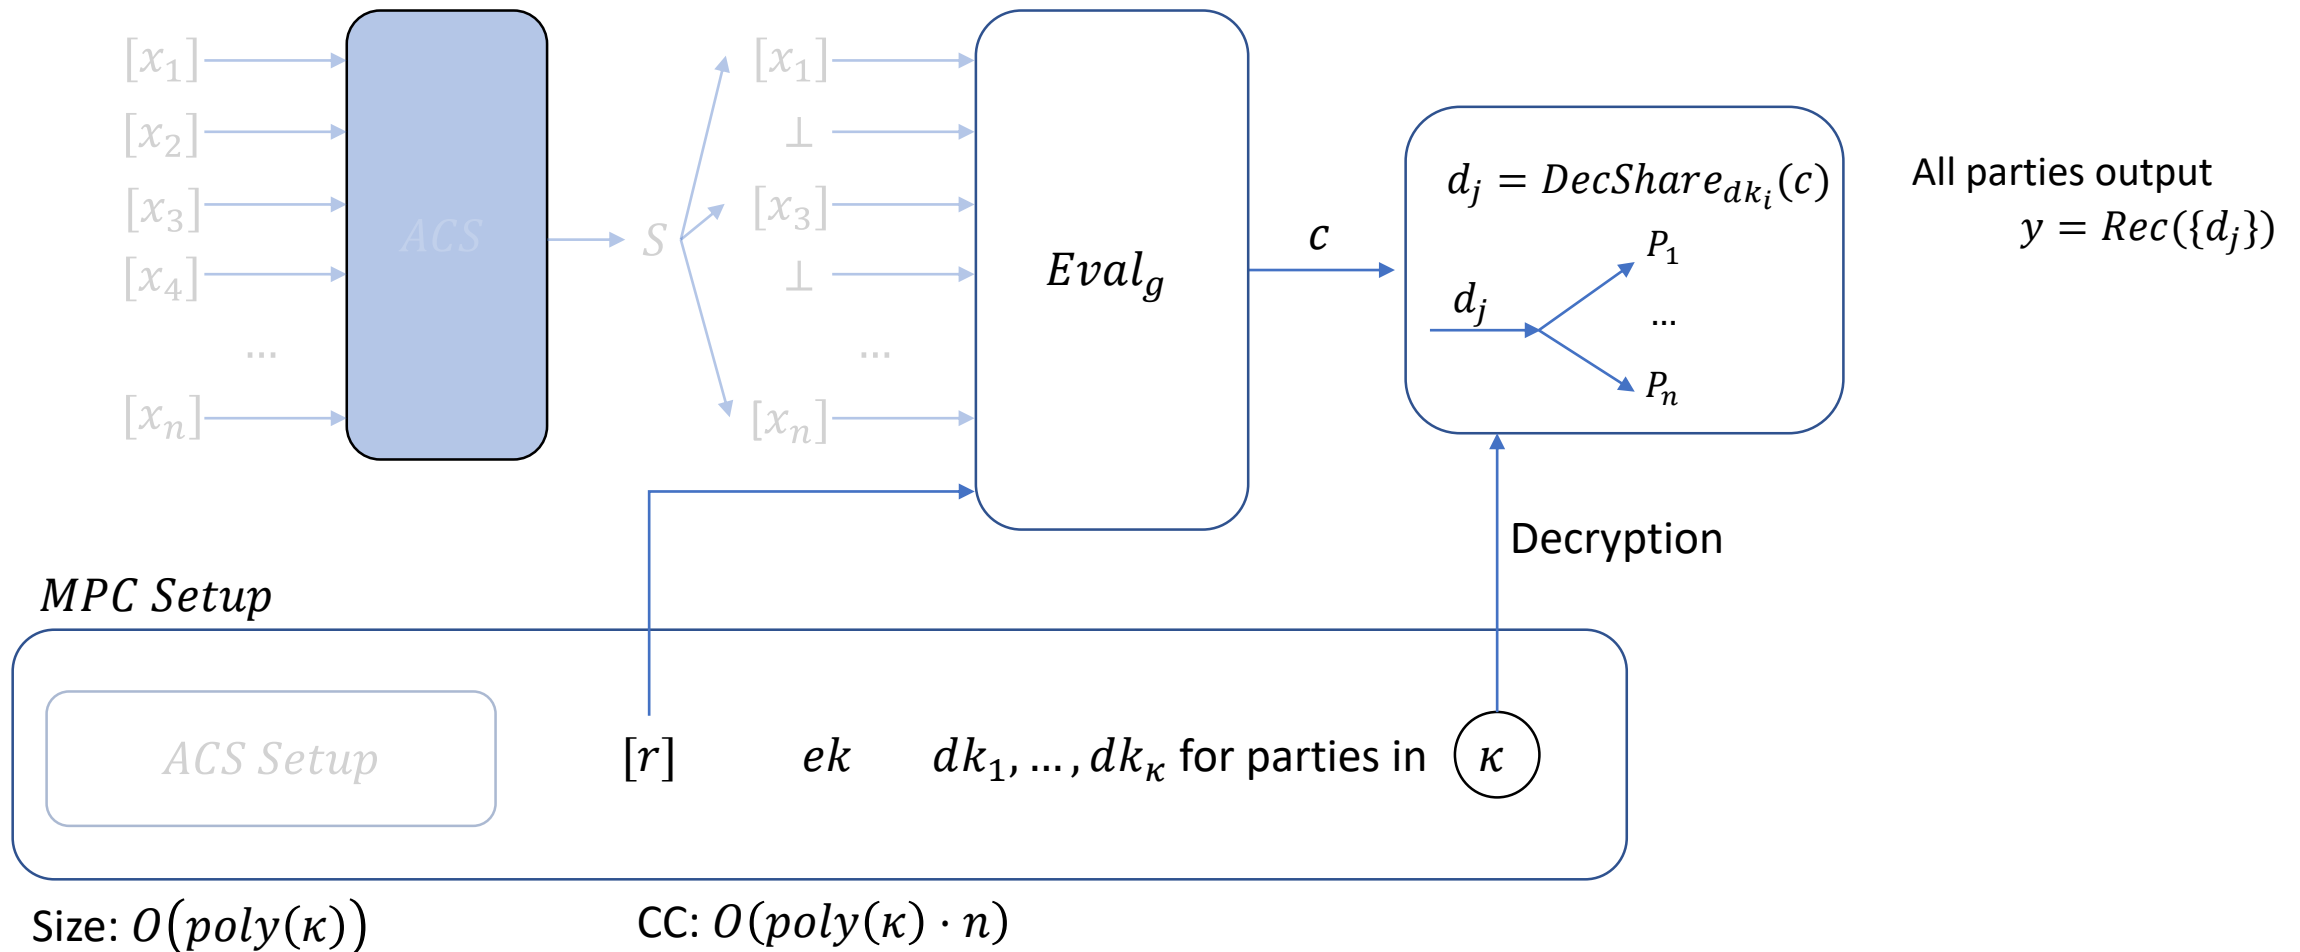 [x₁]
[x₂]
[x₃]
[x₄]
...
[xₙ]
ACS
S
[x₁]
⊥
[x₃]
⊥
...
[xₙ]
Eval_g
c
d_j = DecShare_{dk_i}(c)
d_j
P₁
...
Pₙ
All parties output
y = Rec({d_j})
Decryption
MPC Setup
ACS Setup
[r]
ek
dk₁, … , dk_κ for parties in
κ
Size: O(poly(κ))
CC: O(poly(κ) · n)